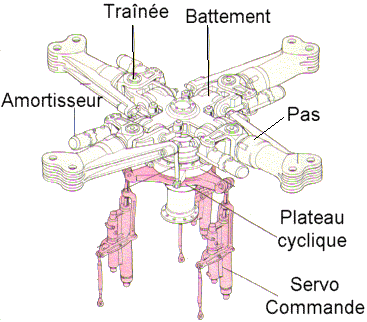 Traînée
Battement
Amortisseur
Pas
Plateau
cyclique
Servo
Commande